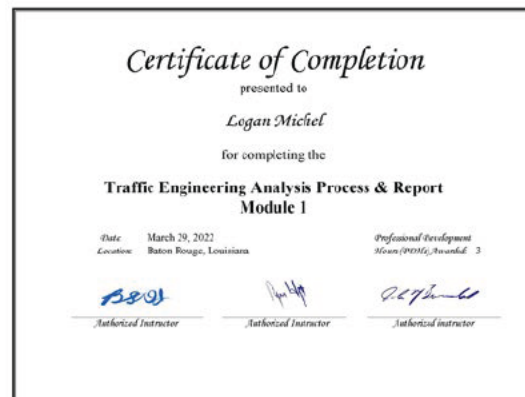 Certificate of Completion
presented to
Logan Michel
for completing the
Traffic Engineering Analysis Process & Report
Module 1
Date March 29, 2022
Location Baton Rouge, Louisiana
Professional Development
Hours (PDHs) Awarded: 3
Authorized Instructor
Authorized Instructor
Authorized instructor